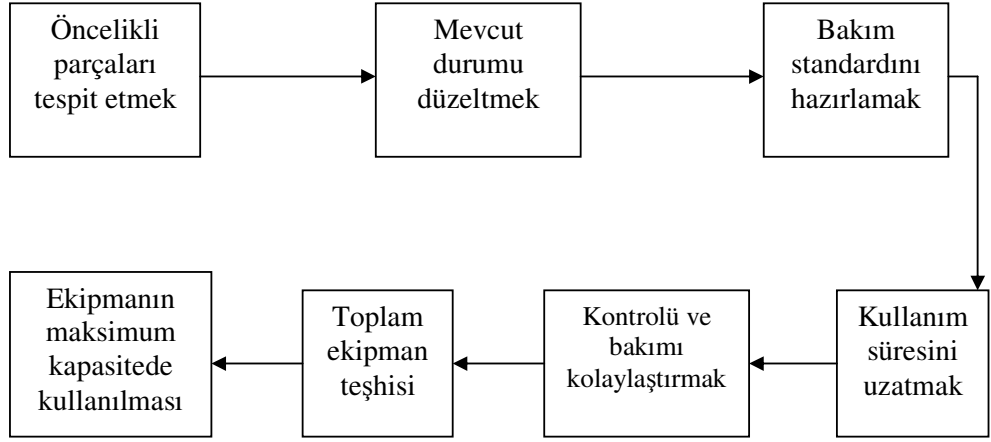 Öncelikli
parçaları
tespit etmek
Mevcut
durumu
düzeltmek
Bakım
standardını
hazırlamak
Kullanım
süresini
uzatmak
Kontrolü ve
bakımı
kolaylaştırmak
Toplam
ekipman
teşhisi
Ekipmanın
maksimum
kapasitede
kullanılması